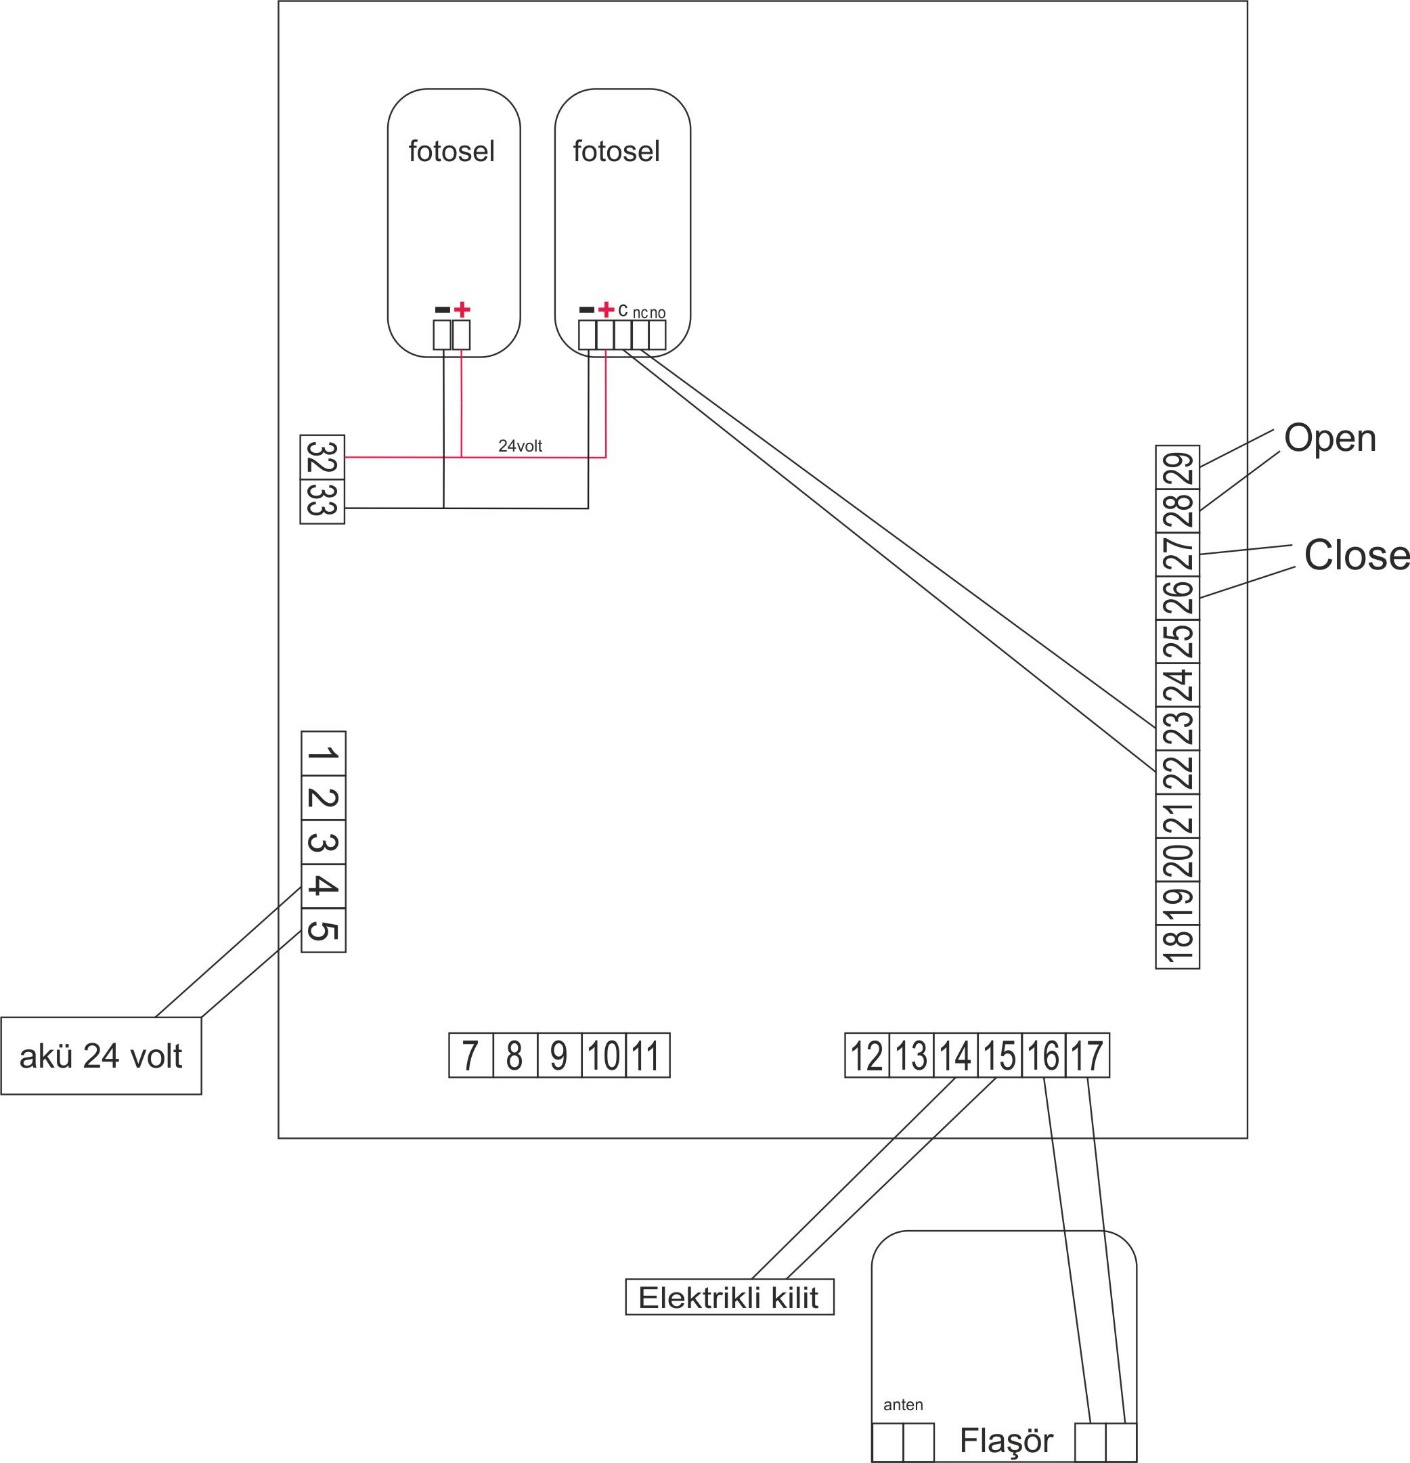 fotosel
fotosel
- +
- + c nc no
24volt
32
33
29
28
27
26
25
24
23
22
21
20
19
18
Open
Close
1
2
3
4
5
akü 24 volt
7 8 9 10 11
12 13 14 15 16 17
Elektrikli kilit
anten
Flaşör